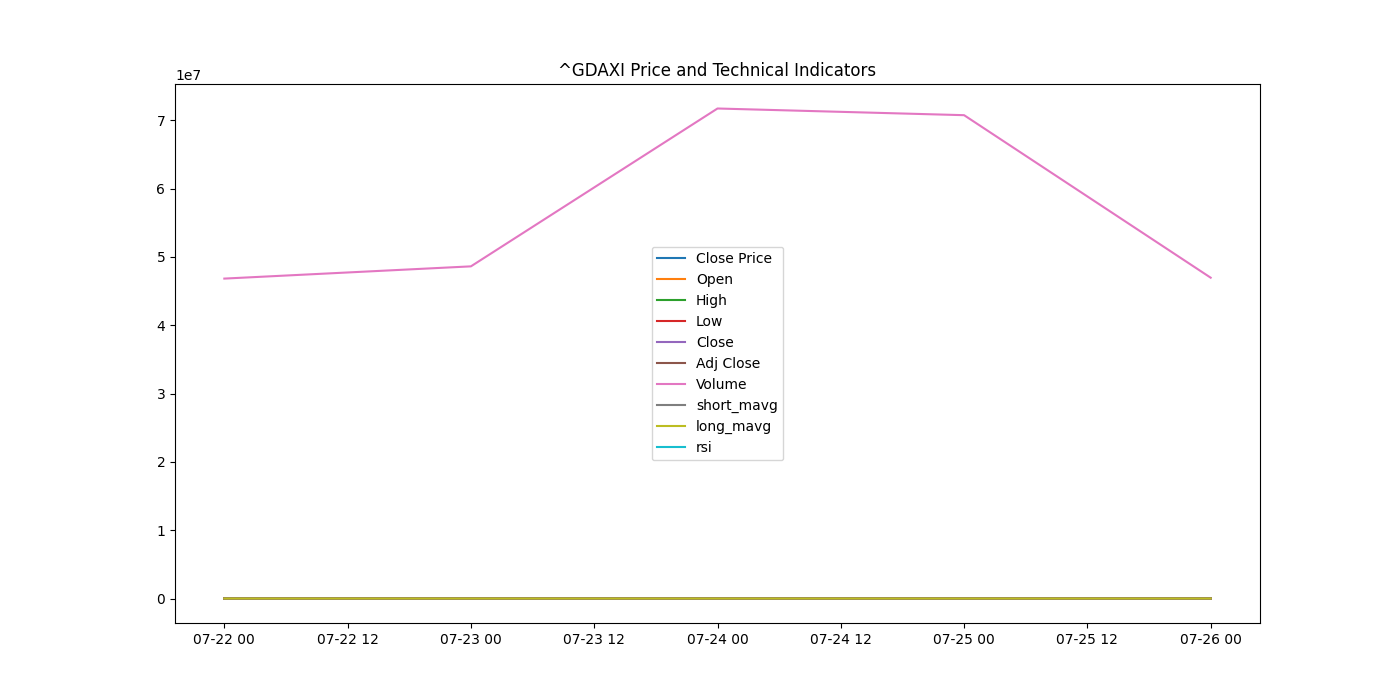 ^GDAXI Price and Technical Indicators
1e7
7
6
5
4
3
2
1
0
Close Price
Open
High
Low
Close
Adj Close
Volume
short_mavg
long_mavg
rsi
07-22 00 07-22 12 07-23 00 07-23 12 07-24 00 07-24 12 07-25 00 07-25 12 07-26 00